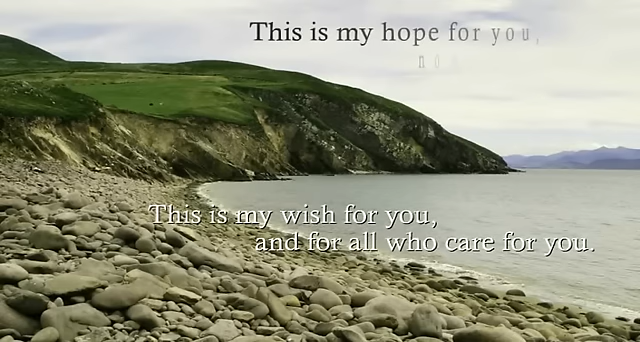 This is my hope for you,
This is my wish for you,
and for all who care for you.